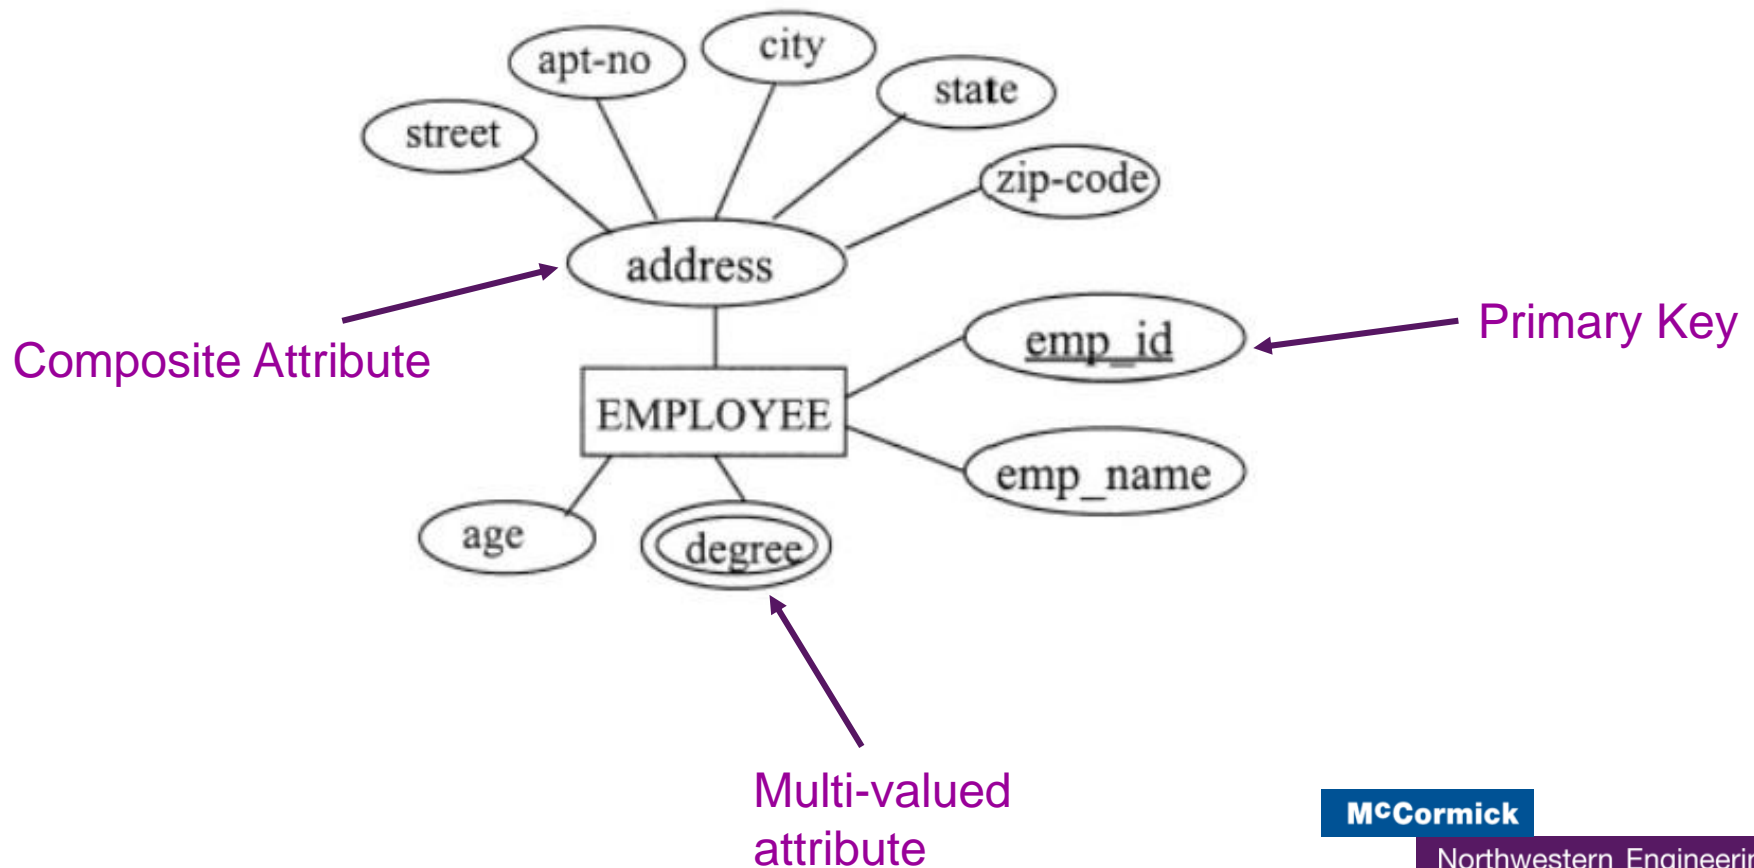 city
apt-no
state
street
zip-code
address
Primary Key
emp_id
Composite Attribute
EMPLOYEE
emp_name
age
degree
Multi-valued
attribute
McCormick
Northwestern Engineerin